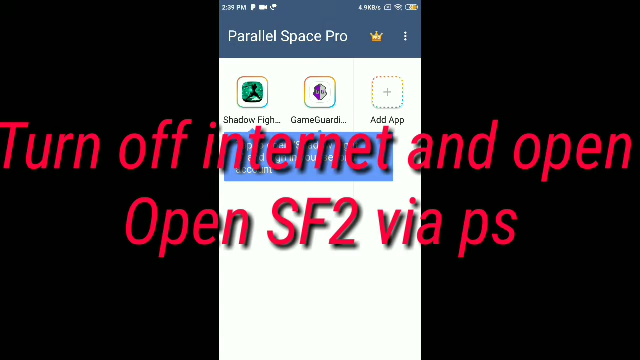 2:39 PM
4.9KB/s
Parallel Space Pro
Shadow Figh...
GameGuardi...
Add App
Turn off internet and open
account
Open SF2 via ps